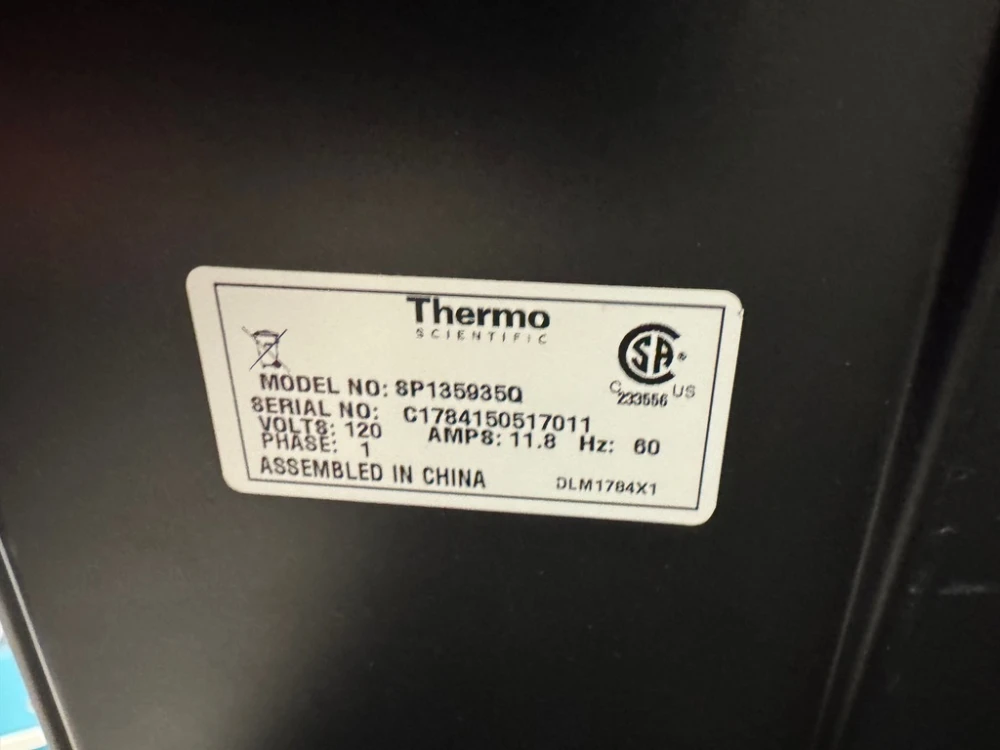 Thermo
SCIENTIFIC
MODEL NO: SP135935Q
SERIAL NO: C1784150517011
VOLTS: 120 AMPS: 11.8 Hz: 60
PHASE: 1
ASSEMBLED IN CHINA
DLM1784X1
SA®
C US
233556